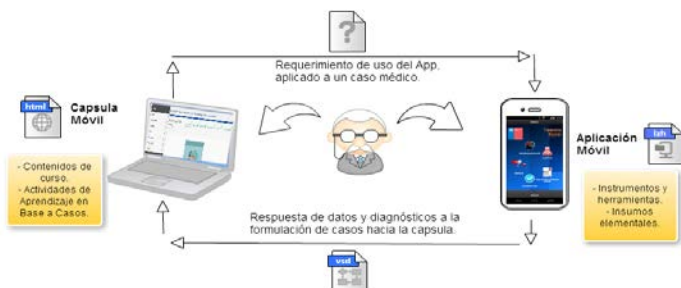 ?
Requerimiento de uso del App,
aplicado a un caso médico.
html
Capsula
Móvil
- Contenidos de
curso.
- Actividades de
Aprendizaje en
Base a Casos.
Aplicación
Móvil
lzh
- Instrumentos y
herramientas.
- Insumos
elementales.
Respuesta de datos y diagnósticos a la
formulación de casos hacia la capsula.
vsd